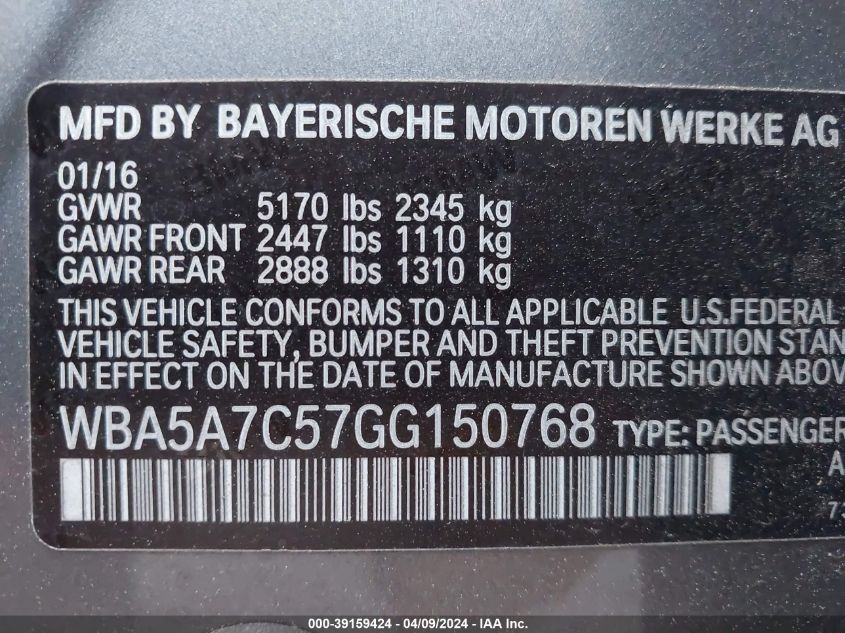 MFD BY BAYERISCHE MOTOREN WERKE AG
01/16
GVWR 5170 lbs 2345 kg
GAWR FRONT 2447 lbs 1110 kg
GAWR REAR 2888 lbs 1310 kg
THIS VEHICLE CONFORMS TO ALL APPLICABLE U.S.FEDERAL
VEHICLE SAFETY, BUMPER AND THEFT PREVENTION STAN
IN EFFECT ON THE DATE OF MANUFACTURE SHOWN ABOV
WBA5A7C57GG150768 TYPE: PASSENGER
A
73
000-39159424 - 04/09/2024 - IAA, Inc.